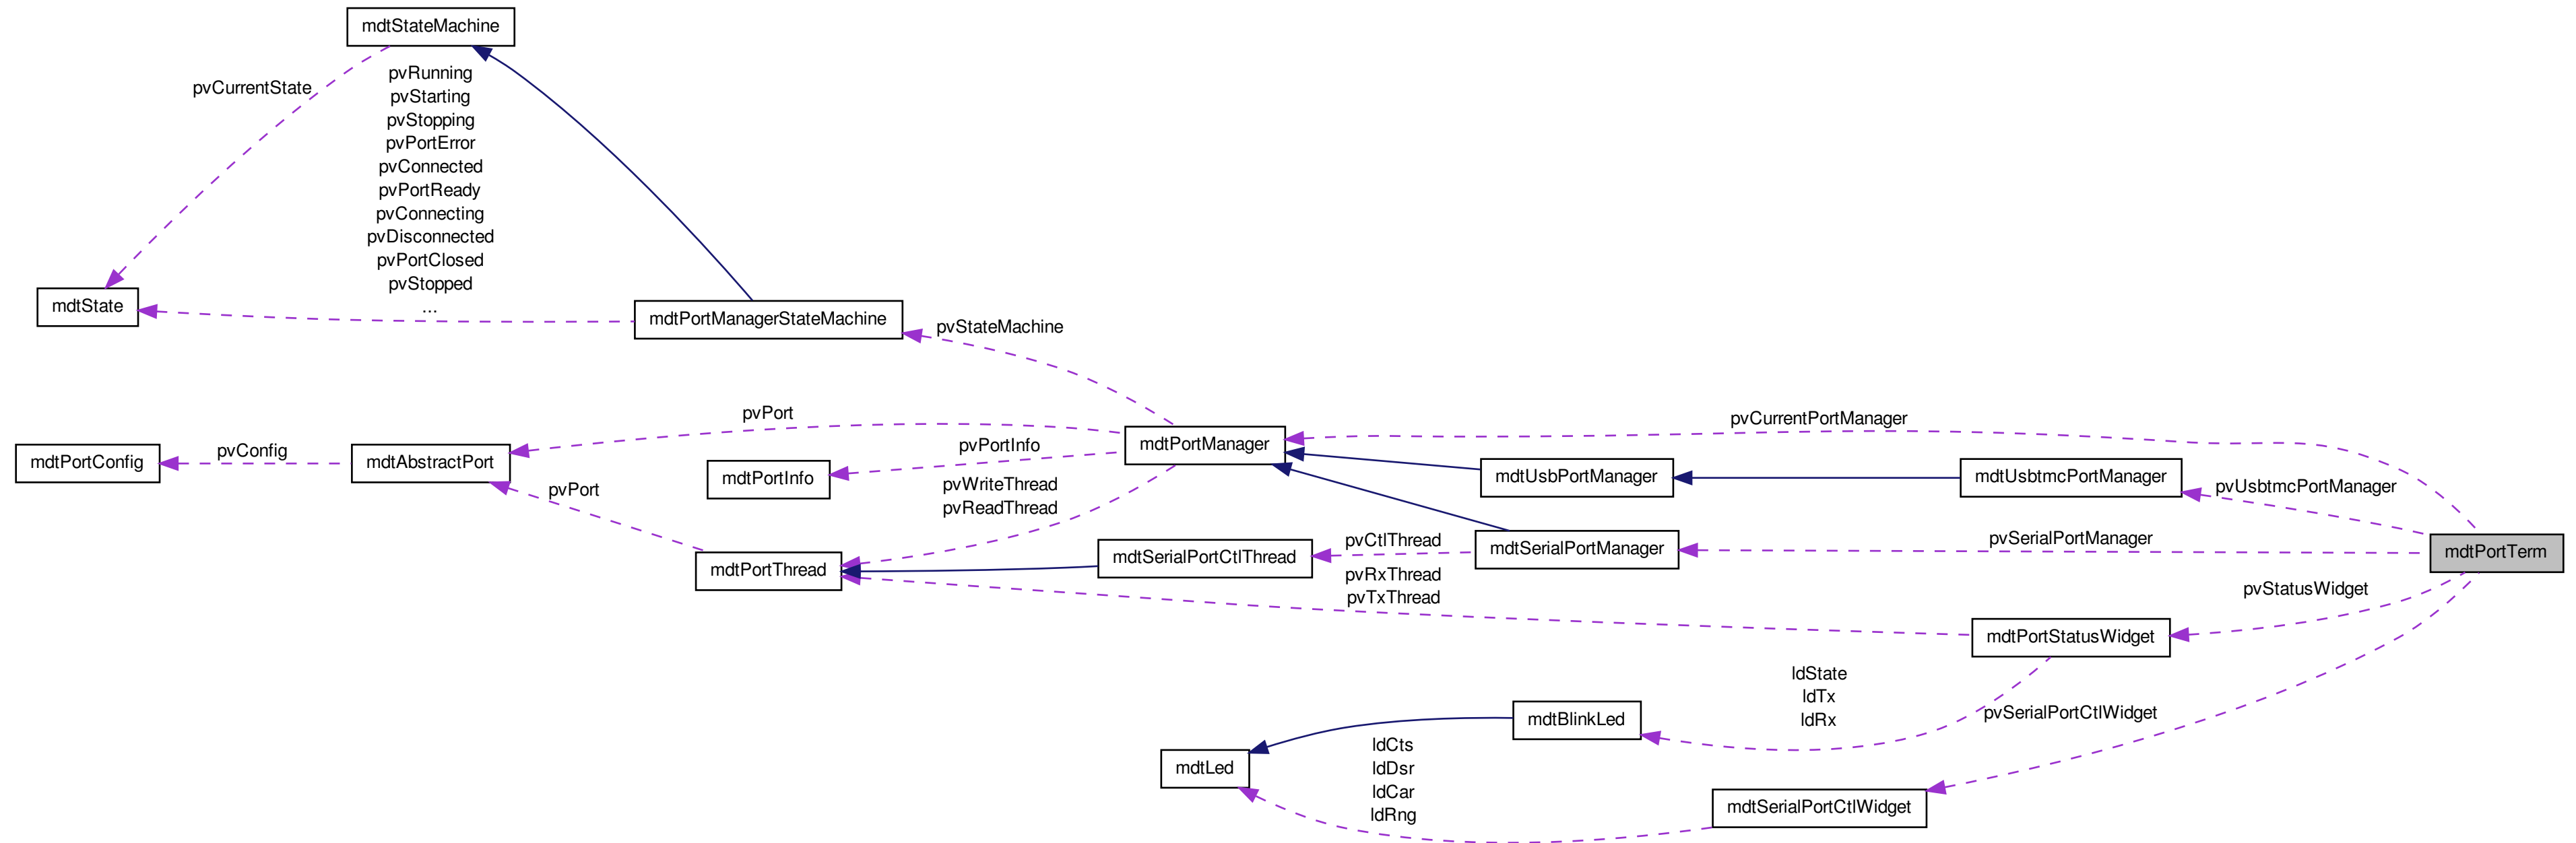 mdtStateMachine
pvCurrentState
pvRunning
pvStarting
pvStopping
pvPortError
pvConnected
pvPortReady
pvConnecting
pvDisconnected
pvPortClosed
pvStopped
...
mdtState
mdtPortManagerStateMachine
pvStateMachine
pvPort
pvCurrentPortManager
mdtPortManager
pvPortInfo
pvConfig
mdtPortConfig
mdtAbstractPort
mdtPortInfo
mdtUsbPortManager
mdtUsbtmcPortManager
pvWriteThread
pvReadThread
pvPort
pvUsbtmcPortManager
pvCtlThread
pvSerialPortManager
mdtSerialPortManager
mdtPortTerm
mdtSerialPortCtlThread
mdtPortThread
pvRxThread
pvTxThread
pvStatusWidget
mdtPortStatusWidget
ldState
ldTx
ldRx
pvSerialPortCtlWidget
mdtBlinkLed
ldCts
ldDsr
ldCar
ldRng
mdtLed
mdtSerialPortCtlWidget